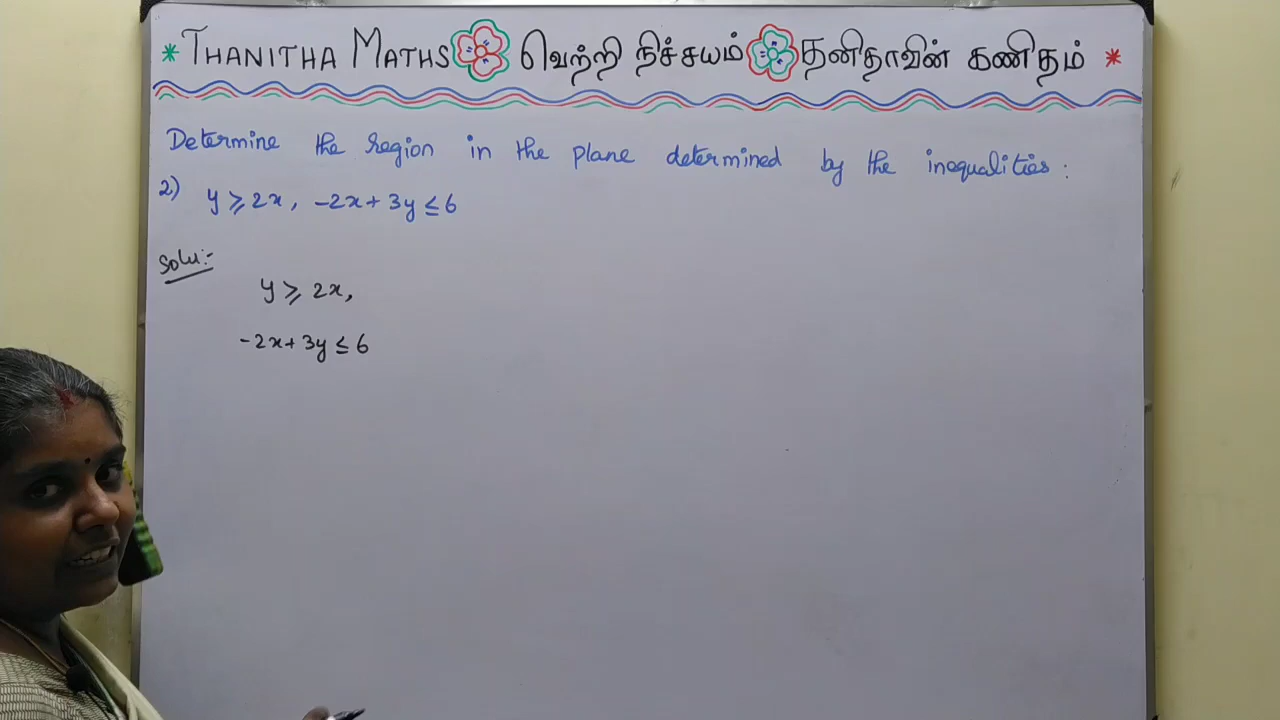 * THANITHA MATHS வெற்றி நிச்சயம் தனிதாவின் கணிதம் *
Determine the region in the plane determined by the inequalities:
2) y ≥ 2x, -2x + 3y ≤ 6
Solu:-
y ≥ 2x,
-2x + 3y ≤ 6